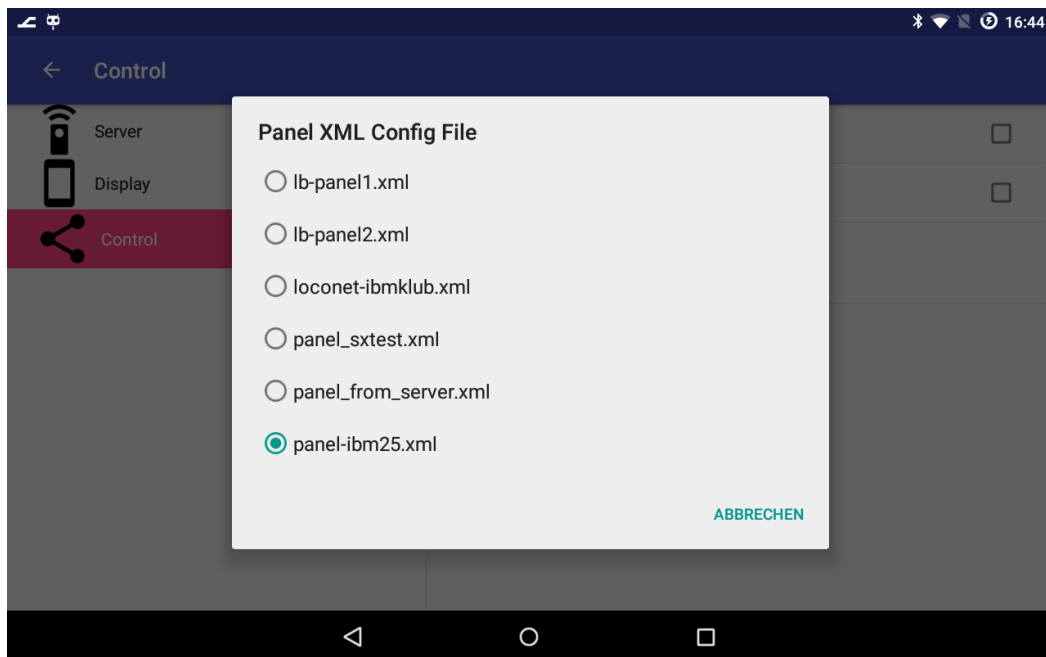 16:44
Control
Server
Display
Control
Panel XML Config File
lb-panel1.xml
lb-panel2.xml
loconet-ibmklub.xml
panel_sxtest.xml
panel_from_server.xml
panel-ibm25.xml
ABBRECHEN